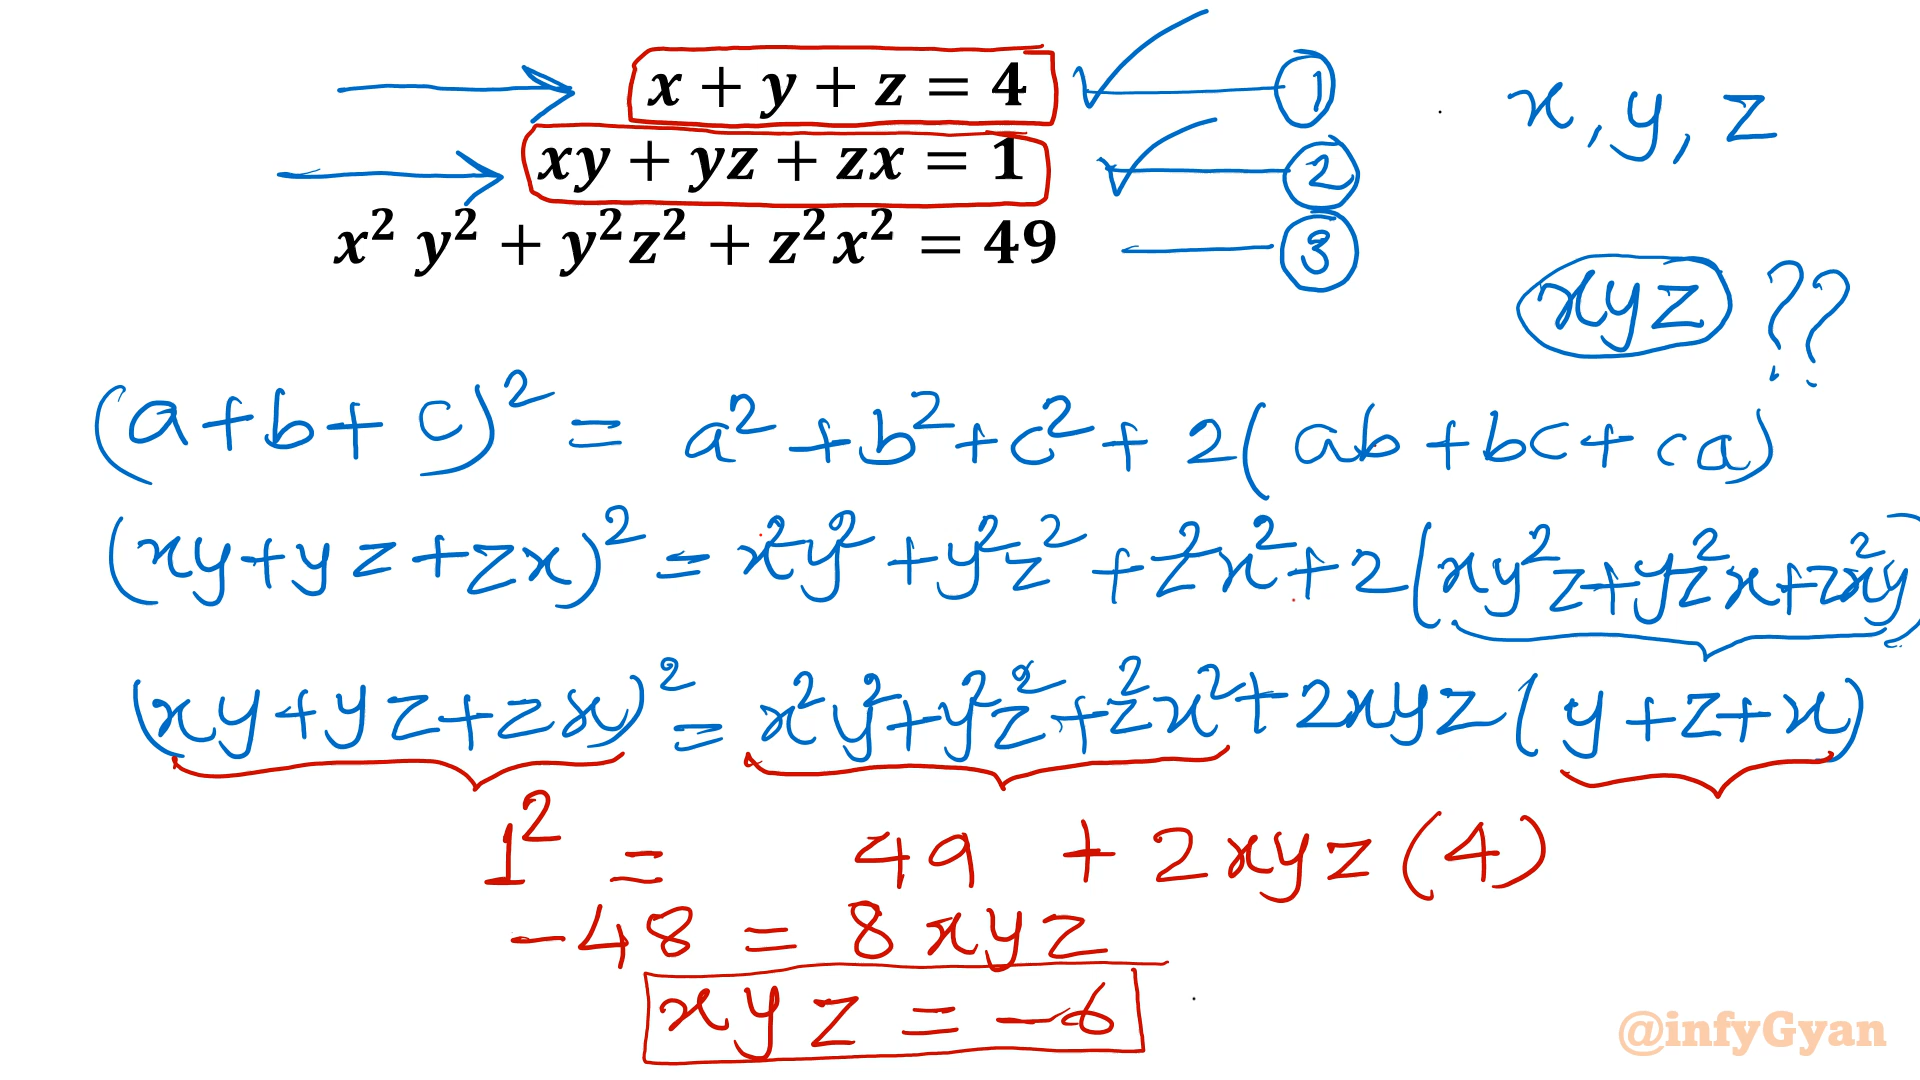 x + y + z = 4 ①
x, y, z
xy + yz + zx = 1 ②
x² y² + y²z² + z²x² = 49 ③
xyz ??
(a+b+c)² = a²+b²+c²+2(ab+bc+ca)
(xy+yz+zx)² = x²y²+y²z²+z²x²+2(xy²z+yz²x+zx²y)
(xy+yz+zx)² = x²y²+y²z²+z²x²+2xyz(y+z+x)
1² = 49 + 2xyz(4)
-48 = 8xyz
xyz = -6
@infyGyan